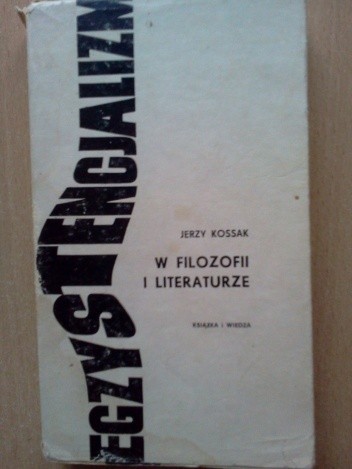 EGZYSTENCJALIZM
JERZY KOSSAK
W FILOZOFII
I LITERATURZE
KSIĄŻKA I WIEDZA